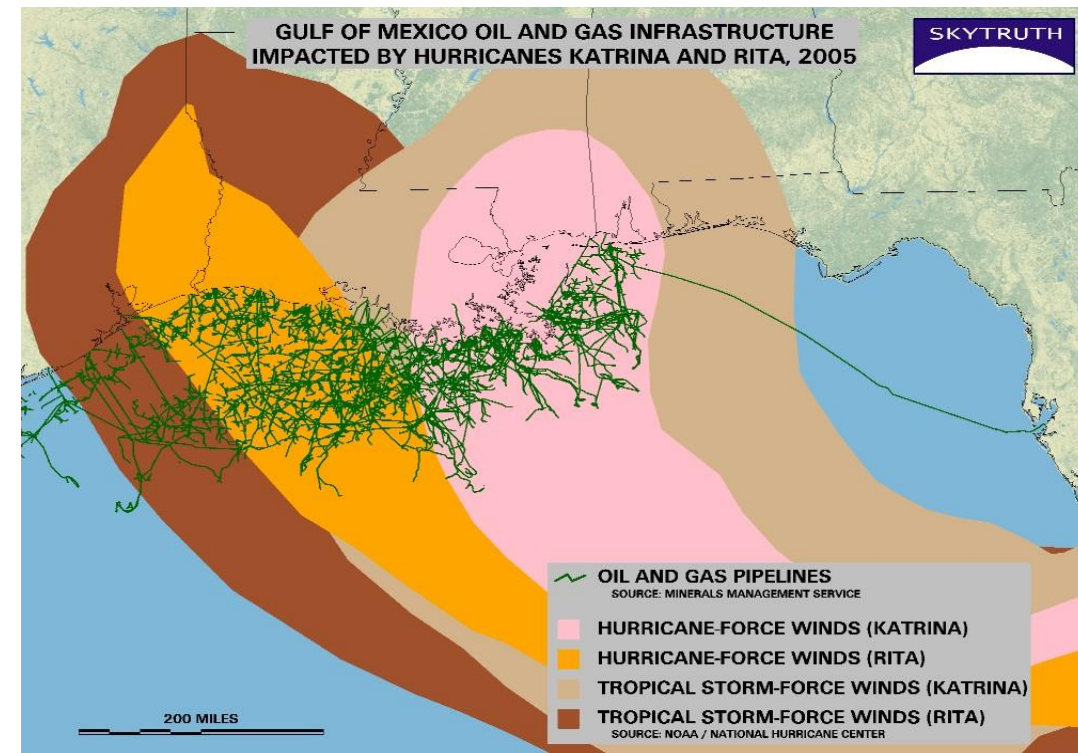 GULF OF MEXICO OIL AND GAS INFRASTRUCTURE
IMPACTED BY HURRICANES KATRINA AND RITA, 2005
SKYTRUTH
OIL AND GAS PIPELINES
SOURCE: MINERALS MANAGEMENT SERVICE
HURRICANE-FORCE WINDS (KATRINA)
HURRICANE-FORCE WINDS (RITA)
TROPICAL STORM-FORCE WINDS (KATRINA)
TROPICAL STORM-FORCE WINDS (RITA)
SOURCE: NOAA / NATIONAL HURRICANE CENTER
200 MILES